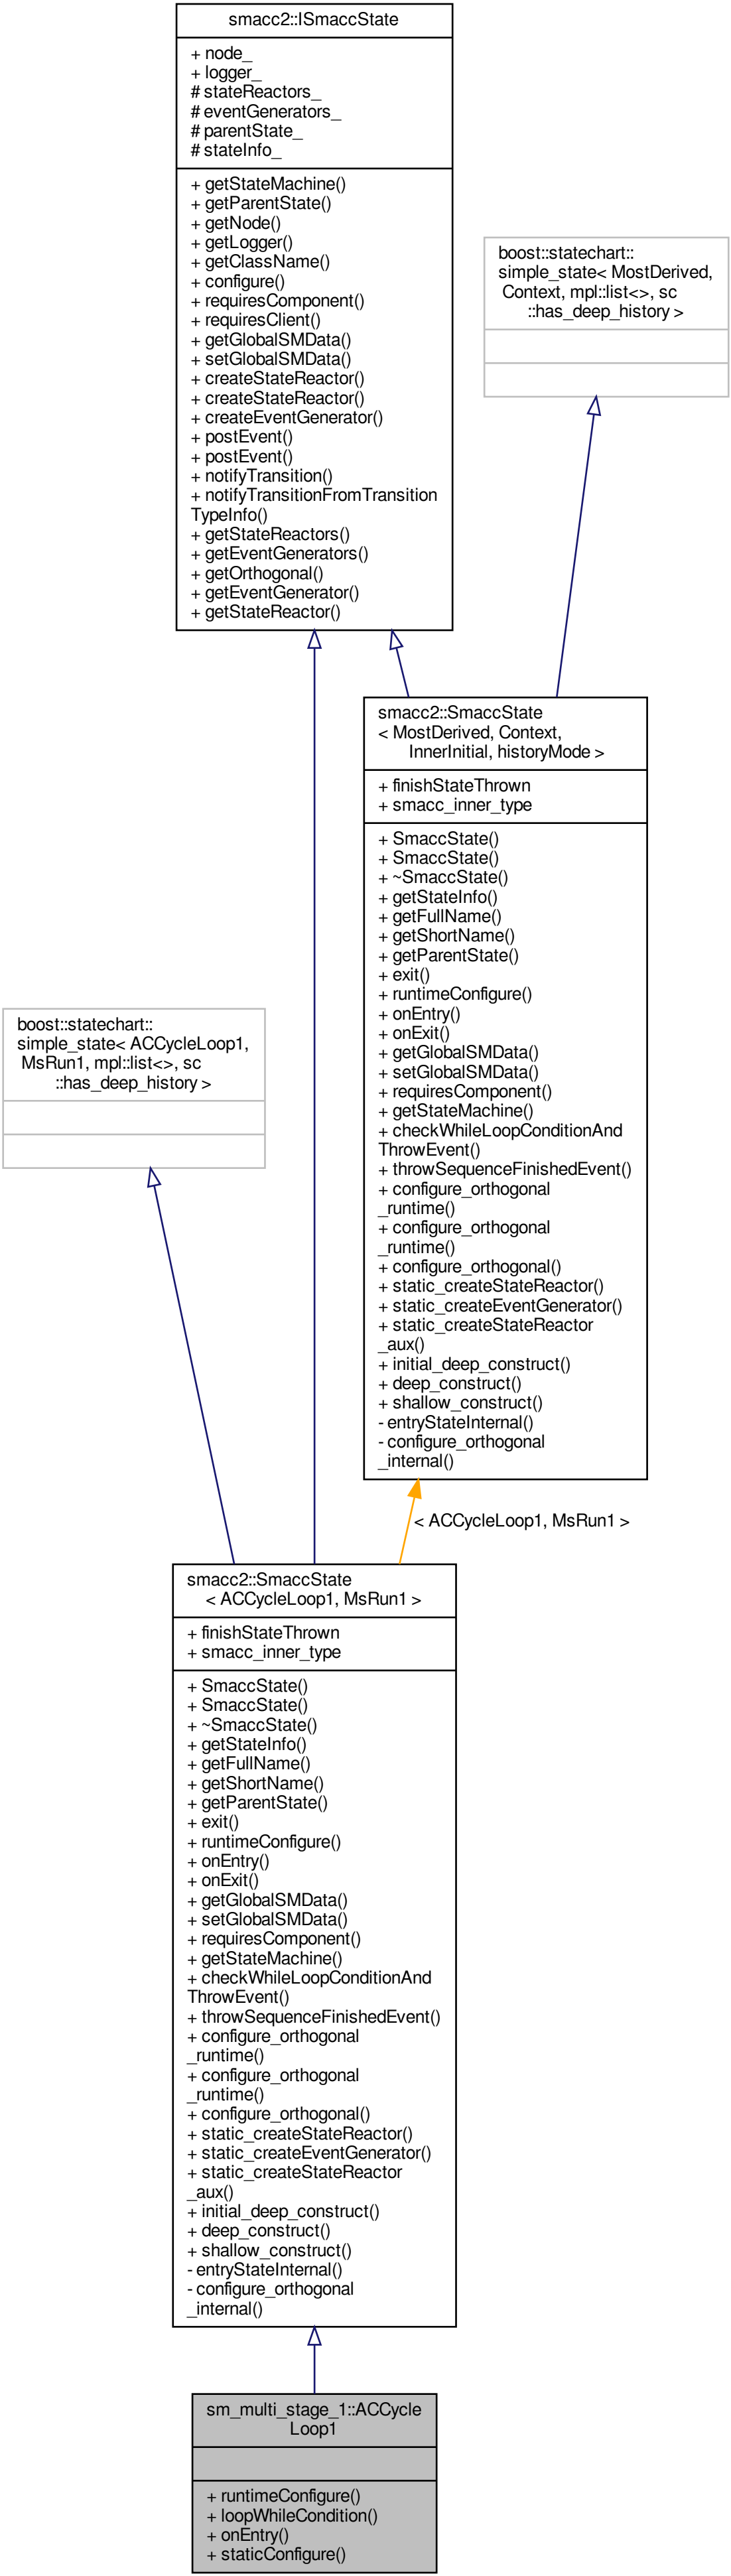 smacc2::ISmaccState
+ node_
+ logger_
# stateReactors_
# eventGenerators_
# parentState_
# stateInfo_
+ getStateMachine()
+ getParentState()
+ getNode()
+ getLogger()
+ getClassName()
+ configure()
+ requiresComponent()
+ requiresClient()
+ getGlobalSMData()
+ setGlobalSMData()
+ createStateReactor()
+ createStateReactor()
+ createEventGenerator()
+ postEvent()
+ postEvent()
+ notifyTransition()
+ notifyTransitionFromTransition
TypeInfo()
+ getStateReactors()
+ getEventGenerators()
+ getOrthogonal()
+ getEventGenerator()
+ getStateReactor()
boost::statechart::
simple_state< MostDerived,
Context, mpl::list<>, sc
::has_deep_history >
smacc2::SmaccState
< MostDerived, Context,
InnerInitial, historyMode >
+ finishStateThrown
+ smacc_inner_type
+ SmaccState()
+ SmaccState()
+ ~SmaccState()
+ getStateInfo()
+ getFullName()
+ getShortName()
+ getParentState()
+ exit()
+ runtimeConfigure()
+ onEntry()
+ onExit()
+ getGlobalSMData()
+ setGlobalSMData()
+ requiresComponent()
+ getStateMachine()
+ checkWhileLoopConditionAnd
ThrowEvent()
+ throwSequenceFinishedEvent()
+ configure_orthogonal
_runtime()
+ configure_orthogonal
_runtime()
+ configure_orthogonal()
+ static_createStateReactor()
+ static_createEventGenerator()
+ static_createStateReactor
_aux()
+ initial_deep_construct()
+ deep_construct()
+ shallow_construct()
- entryStateInternal()
- configure_orthogonal
_internal()
boost::statechart::
simple_state< ACCycleLoop1,
MsRun1, mpl::list<>, sc
::has_deep_history >
< ACCycleLoop1, MsRun1 >
smacc2::SmaccState
< ACCycleLoop1, MsRun1 >
+ finishStateThrown
+ smacc_inner_type
+ SmaccState()
+ SmaccState()
+ ~SmaccState()
+ getStateInfo()
+ getFullName()
+ getShortName()
+ getParentState()
+ exit()
+ runtimeConfigure()
+ onEntry()
+ onExit()
+ getGlobalSMData()
+ setGlobalSMData()
+ requiresComponent()
+ getStateMachine()
+ checkWhileLoopConditionAnd
ThrowEvent()
+ throwSequenceFinishedEvent()
+ configure_orthogonal
_runtime()
+ configure_orthogonal
_runtime()
+ configure_orthogonal()
+ static_createStateReactor()
+ static_createEventGenerator()
+ static_createStateReactor
_aux()
+ initial_deep_construct()
+ deep_construct()
+ shallow_construct()
- entryStateInternal()
- configure_orthogonal
_internal()
sm_multi_stage_1::ACCycle
Loop1
+ runtimeConfigure()
+ loopWhileCondition()
+ onEntry()
+ staticConfigure()